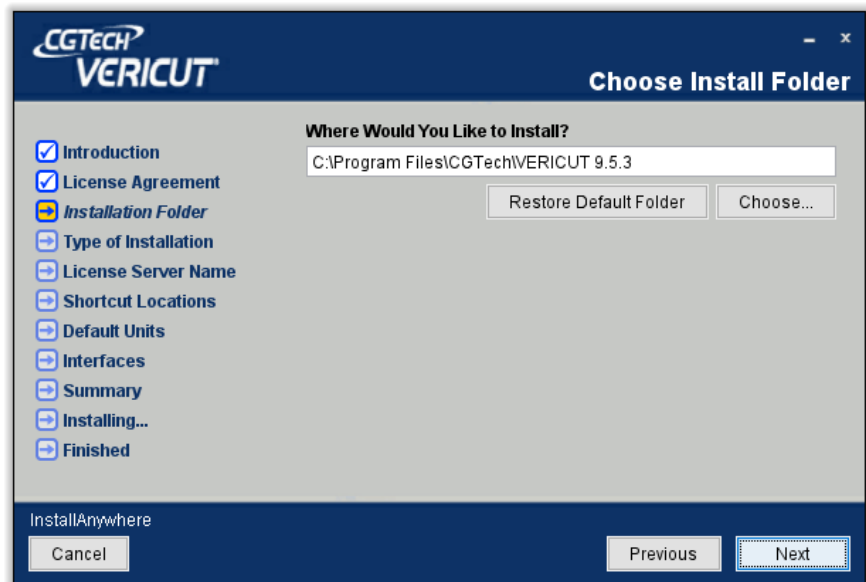 CGTECH
VERICUT
Choose Install Folder
Introduction
License Agreement
Installation Folder
Type of Installation
License Server Name
Shortcut Locations
Default Units
Interfaces
Summary
Installing...
Finished
Where Would You Like to Install?
C:\Program Files\CGTech\VERICUT 9.5.3
Restore Default Folder
Choose...
InstallAnywhere
Cancel
Previous
Next